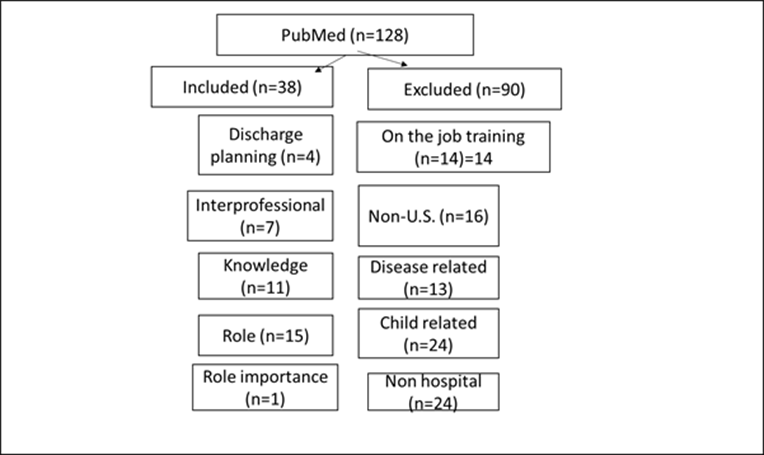 PubMed (n=128)
Included (n=38)
Excluded (n=90)
Discharge
planning (n=4)
On the job training
(n=14)=14
Interprofessional
(n=7)
Non-U.S. (n=16)
Knowledge
(n=11)
Disease related
(n=13)
Role (n=15)
Child related
(n=24)
Role importance
(n=1)
Non hospital
(n=24)